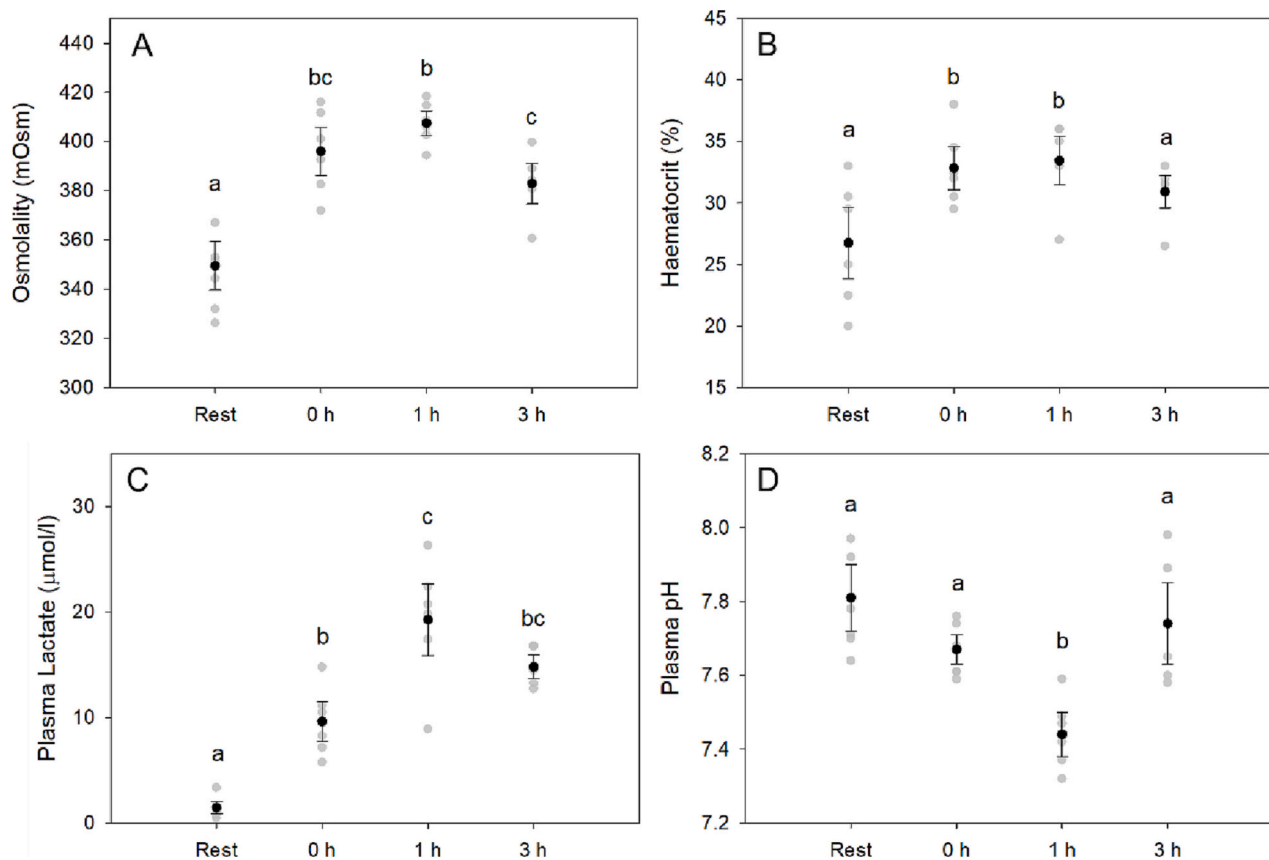 A
Osmolality (mOsm)
440
420
400
380
360
340
320
300
a
bc
b
c
Rest 0 h 1 h 3 h
B
Haematocrit (%)
45
40
35
30
25
20
15
a
b
b
a
Rest 0 h 1 h 3 h
C
Plasma Lactate (μmol/l)
30
20
10
0
a
b
c
bc
Rest 0 h 1 h 3 h
D
Plasma pH
8.2
8.0
7.8
7.6
7.4
7.2
a
a
b
a
Rest 0 h 1 h 3 h